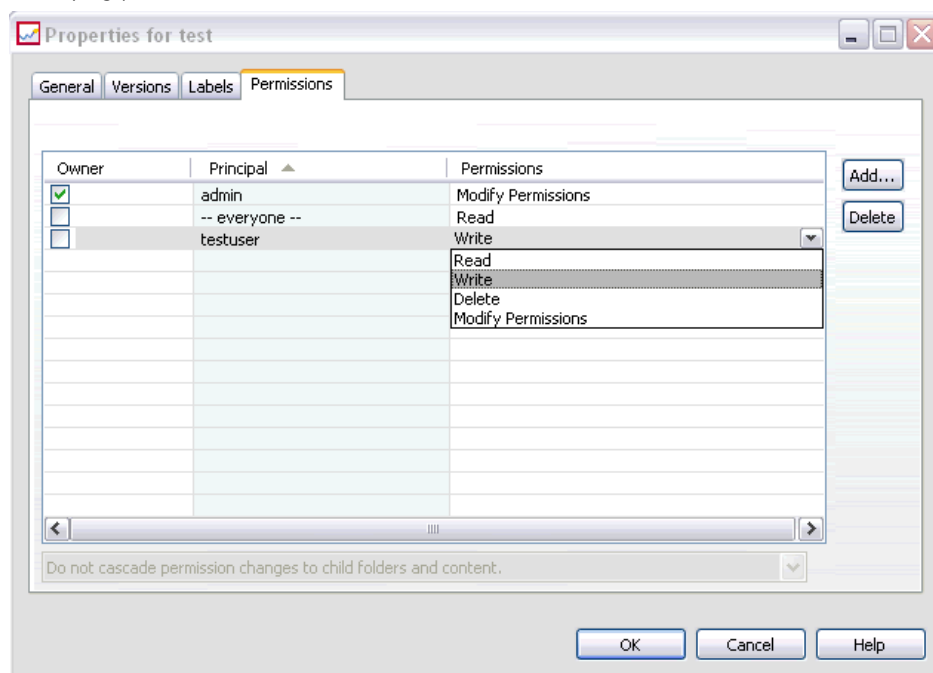 Properties for test
General Versions Labels Permissions
Owner Principal Permissions
admin Modify Permissions
-- everyone -- Read
testuser Write
Read
Write
Delete
Modify Permissions
Add...
Delete
Do not cascade permission changes to child folders and content.
OK Cancel Help